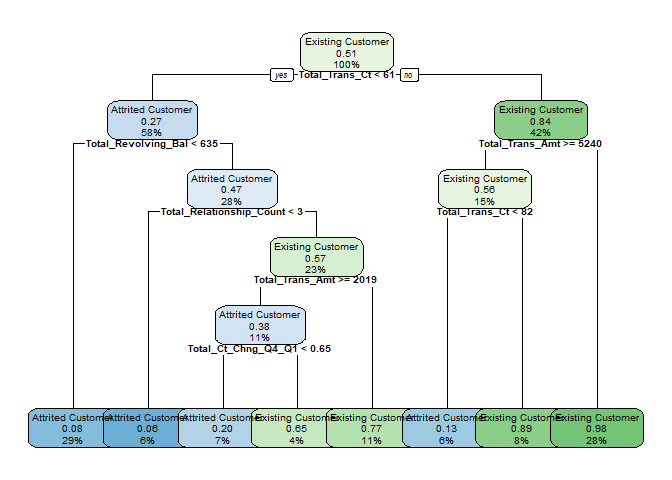 Existing Customer
0.51
100%
yes
Total_Trans_Ct < 61
no
Attrited Customer
0.27
58%
Existing Customer
0.84
42%
Total_Revolving_Bal < 635
Total_Trans_Amt >= 5240
Attrited Customer
0.47
28%
Existing Customer
0.56
15%
Total_Relationship_Count < 3
Total_Trans_Ct < 82
Existing Customer
0.57
23%
Total_Trans_Amt >= 2019
Attrited Customer
0.38
11%
Total_Ct_Chng_Q4_Q1 < 0.65
Attrited Customer
0.08
29%
Attrited Customer
0.06
6%
Attrited Customer
0.20
7%
Existing Customer
0.65
4%
Existing Customer
0.77
11%
Attrited Customer
0.13
6%
Existing Customer
0.89
8%
Existing Customer
0.98
28%